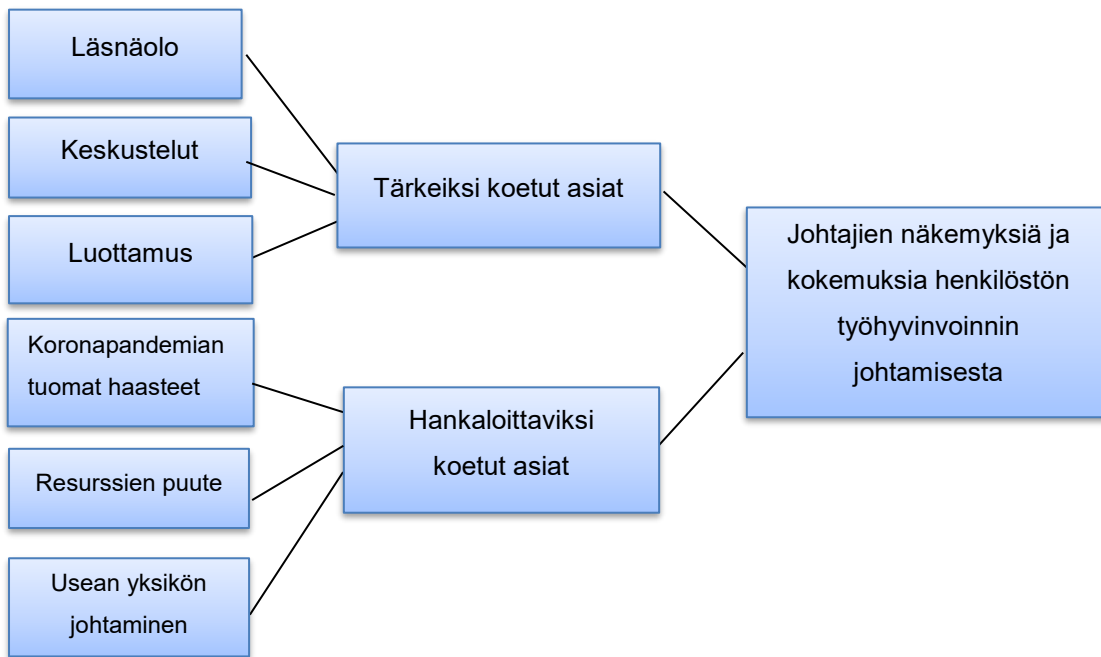 Läsnäolo
Keskustelut
Luottamus
Koronapandemian
tuomat haasteet
Resurssien puute
Usean yksikön
johtaminen
Tärkeiksi koetut asiat
Hankaloittaviksi
koetut asiat
Johtajien näkemyksiä ja
kokemuksia henkilöstön
työhyvinvoinnin
johtamisesta